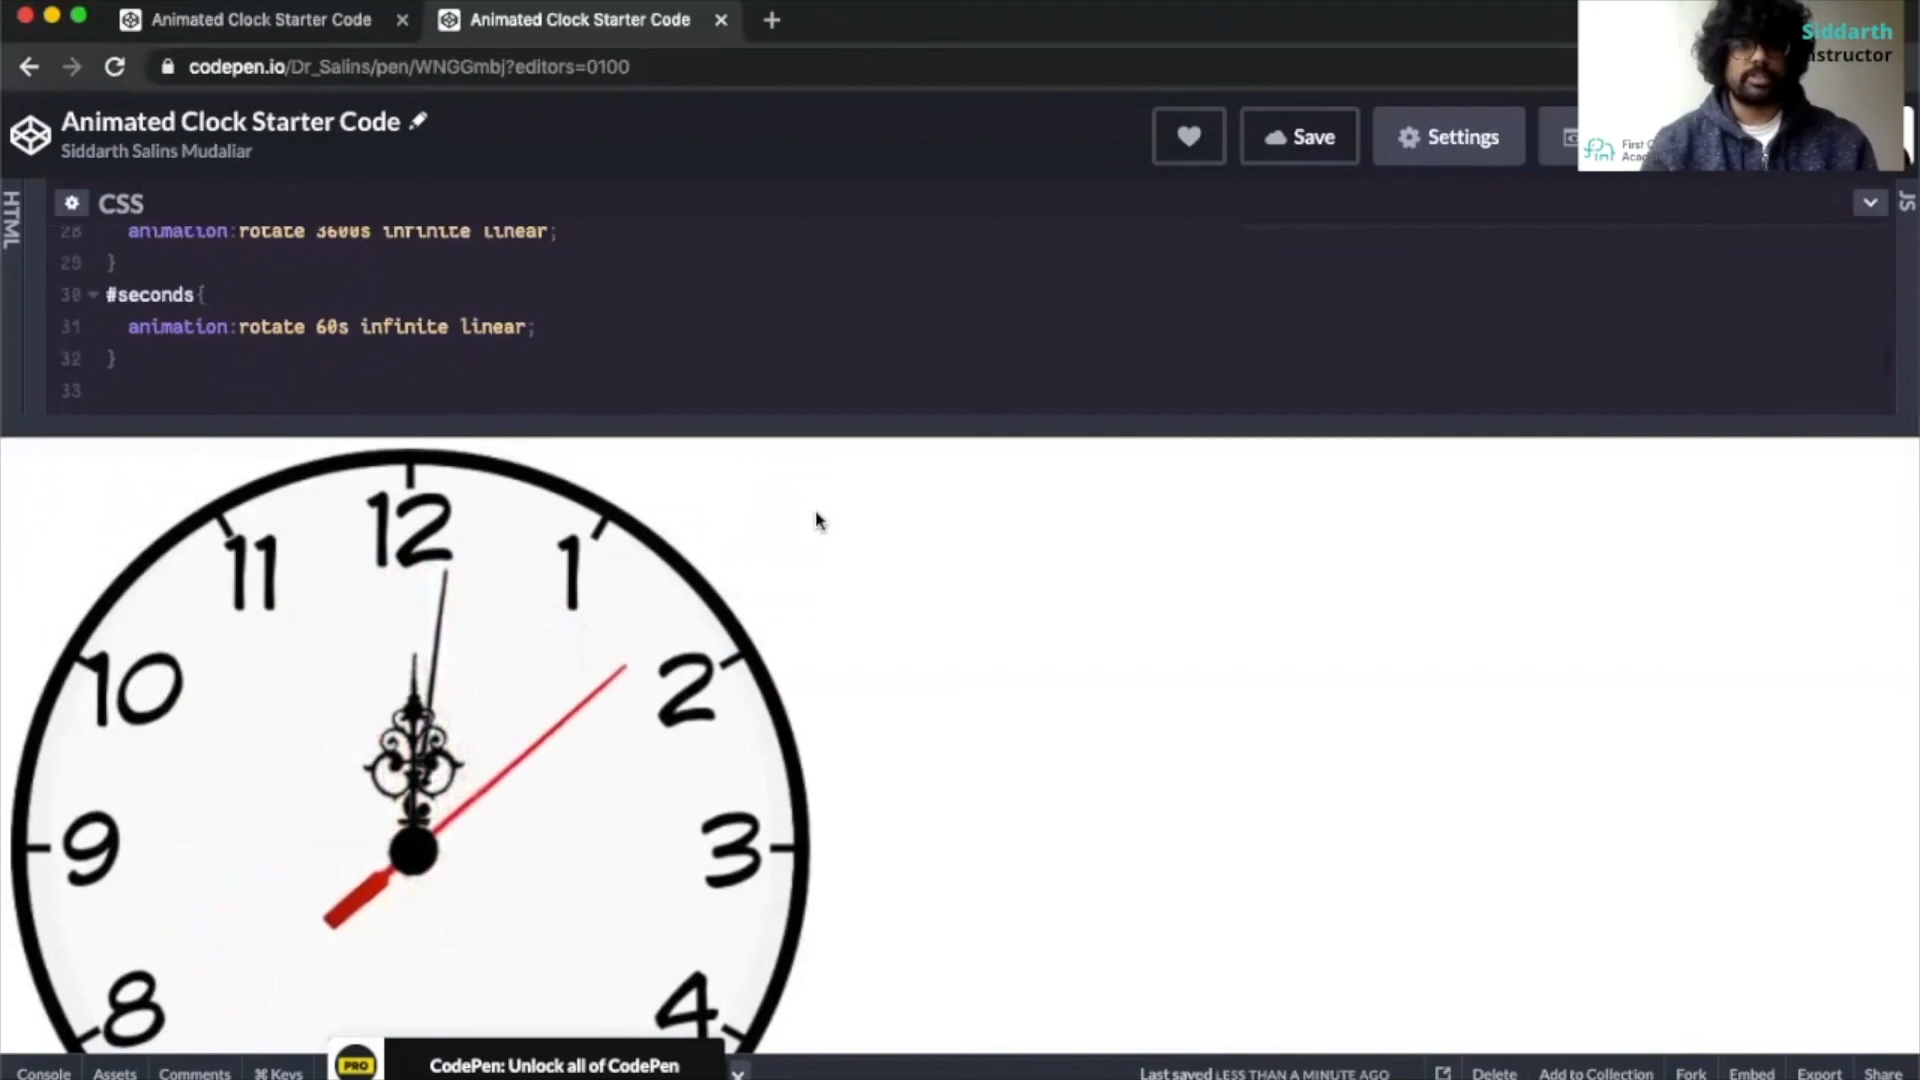 Animated Clock Starter Code
Animated Clock Starter Code
codepen.io/Dr_Salins/pen/WNGGmbj?editors=0100
Siddarth
Instructor
Animated Clock Starter Code
Siddarth Salins Mudaliar
Save
Settings
First
HTML
CSS
JS
28 animation:rotate 3600s infinite linear;
29 }
30 #seconds{
31 animation:rotate 60s infinite linear;
32 }
33
12
11
1
10
2
9
3
8
4
PRO
CodePen: Unlock all of CodePen
Console
Assets
Comments
⌘ Keys
Last saved LESS THAN A MINUTE AGO
Delete
Add to Collection
Fork
Embed
Export
Share